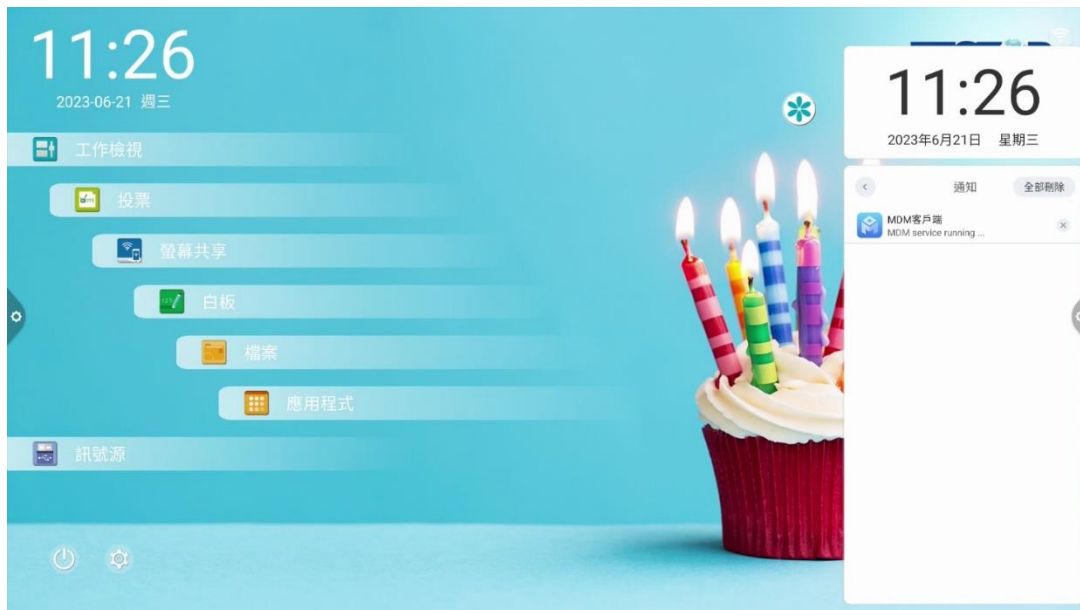 11:26
2023-06-21 週三
工作檢視
投票
螢幕共享
白板
檔案
應用程式
訊號源
11:26
2023年6月21日 星期三
通知 全部刪除
MDM客戶端
MDM service running ...